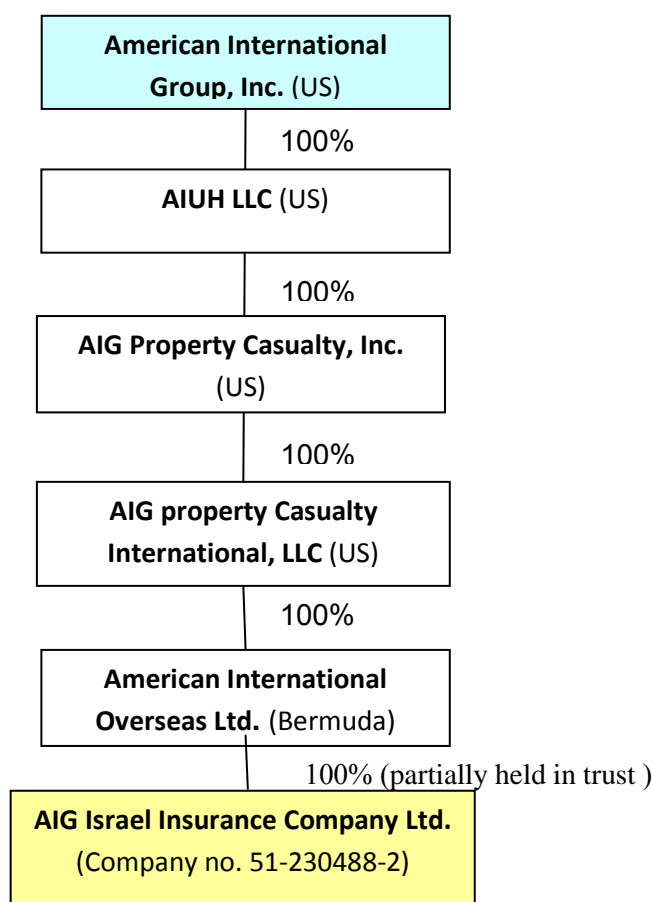 American International
Group, Inc. (US)
100%
AIUH LLC (US)
100%
AIG Property Casualty, Inc.
(US)
100%
AIG property Casualty
International, LLC (US)
100%
American International
Overseas Ltd. (Bermuda)
100% (partially held in trust )
AIG Israel Insurance Company Ltd.
(Company no. 51-230488-2)